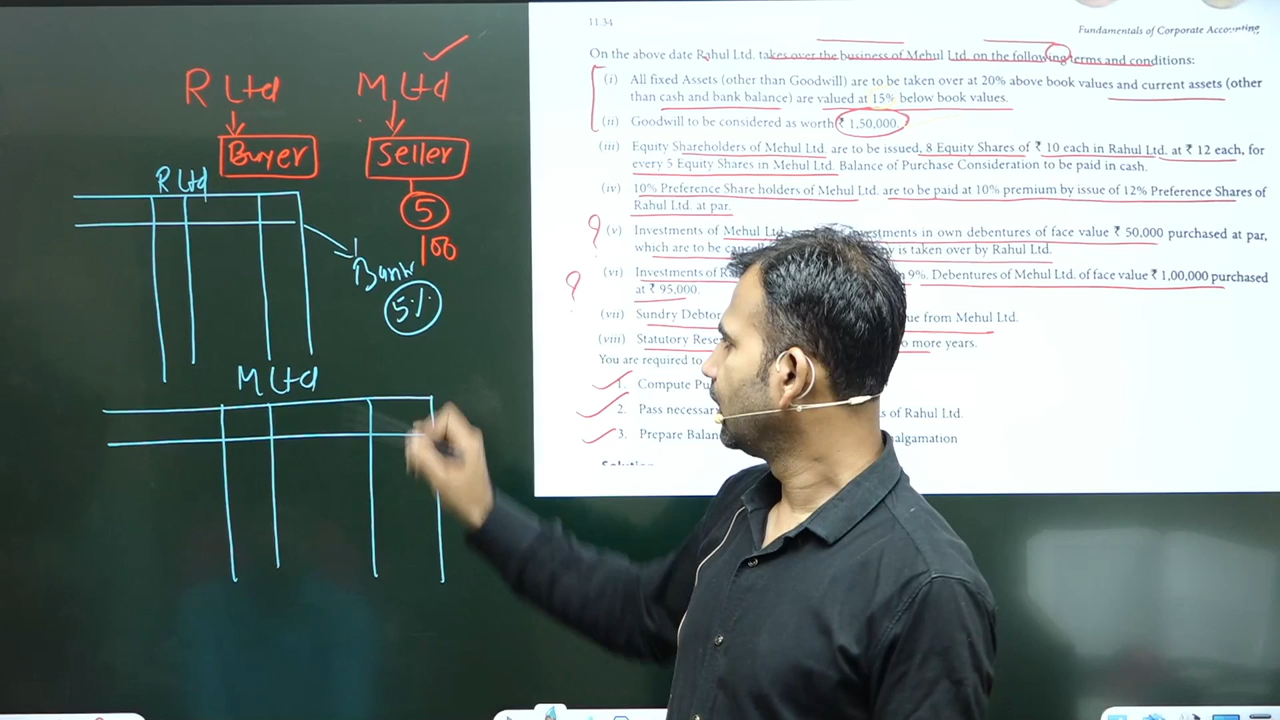 11.34
Fundamentals of Corporate Accounting
On the above date Rahul Ltd. takes over the business of Mehul Ltd. on the following terms and conditions:
(i) All fixed Assets (other than Goodwill) are to be taken over at 20% above book values and current assets (other
than cash and bank balance) are valued at 15% below book values.
(ii) Goodwill to be considered as worth ₹ 1,50,000.
(iii) Equity Shareholders of Mehul Ltd. are to be issued, 8 Equity Shares of ₹ 10 each in Rahul Ltd. at ₹ 12 each, for
every 5 Equity Shares in Mehul Ltd. Balance of Purchase Consideration to be paid in cash.
(iv) 10% Preference Share holders of Mehul Ltd. are to be paid at 10% premium by issue of 12% Preference Shares of
Rahul Ltd. at par.
? (v) Investments of Mehul Ltd. in own debentures of face value ₹ 50,000 purchased at par,
which are to be is taken over by Rahul Ltd.
? (vi) Investments of 9%. Debentures of Mehul Ltd. of face value ₹ 1,00,000 purchased
at ₹ 95,000.
(vii) Sundry from Mehul Ltd.
(viii) Statutory more years.
You are required to
1. Compute
2. Pass of Rahul Ltd.
3. Prepare
Solution
R Ltd M Ltd
Buyer Seller
5
100
R Ltd
Bank
5%
M Ltd